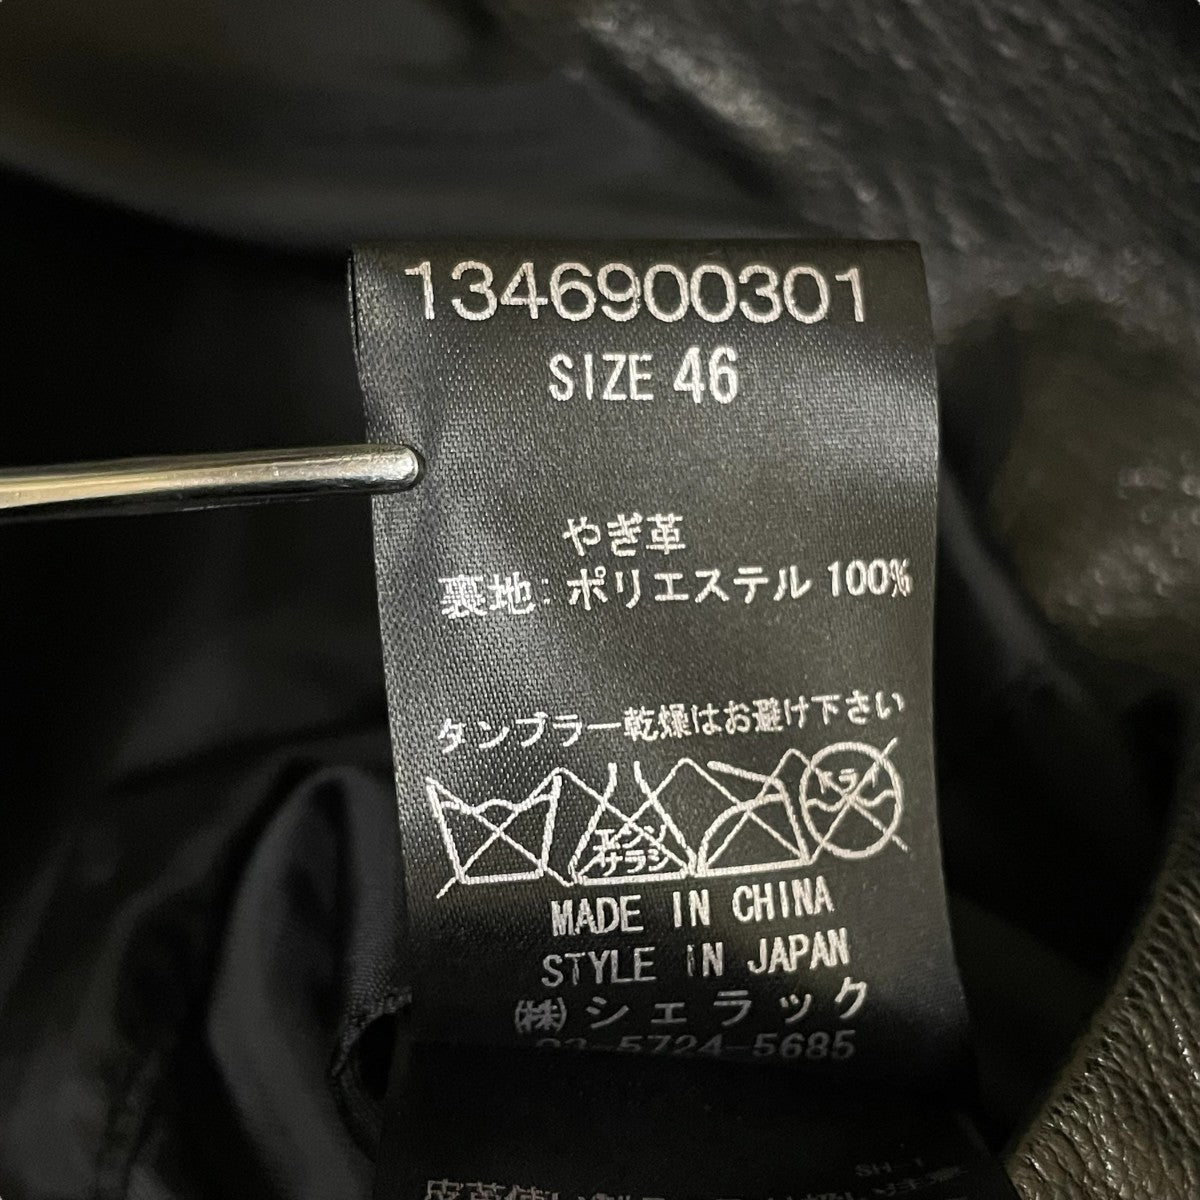 1346900301
SIZE 46
やぎ革
裏地: ポリエステル 100%
タンブラー乾燥はお避け下さい
エンソ
サラシ
ドライ
MADE IN CHINA
STYLE IN JAPAN
(株)シェラック
03-5724-5685